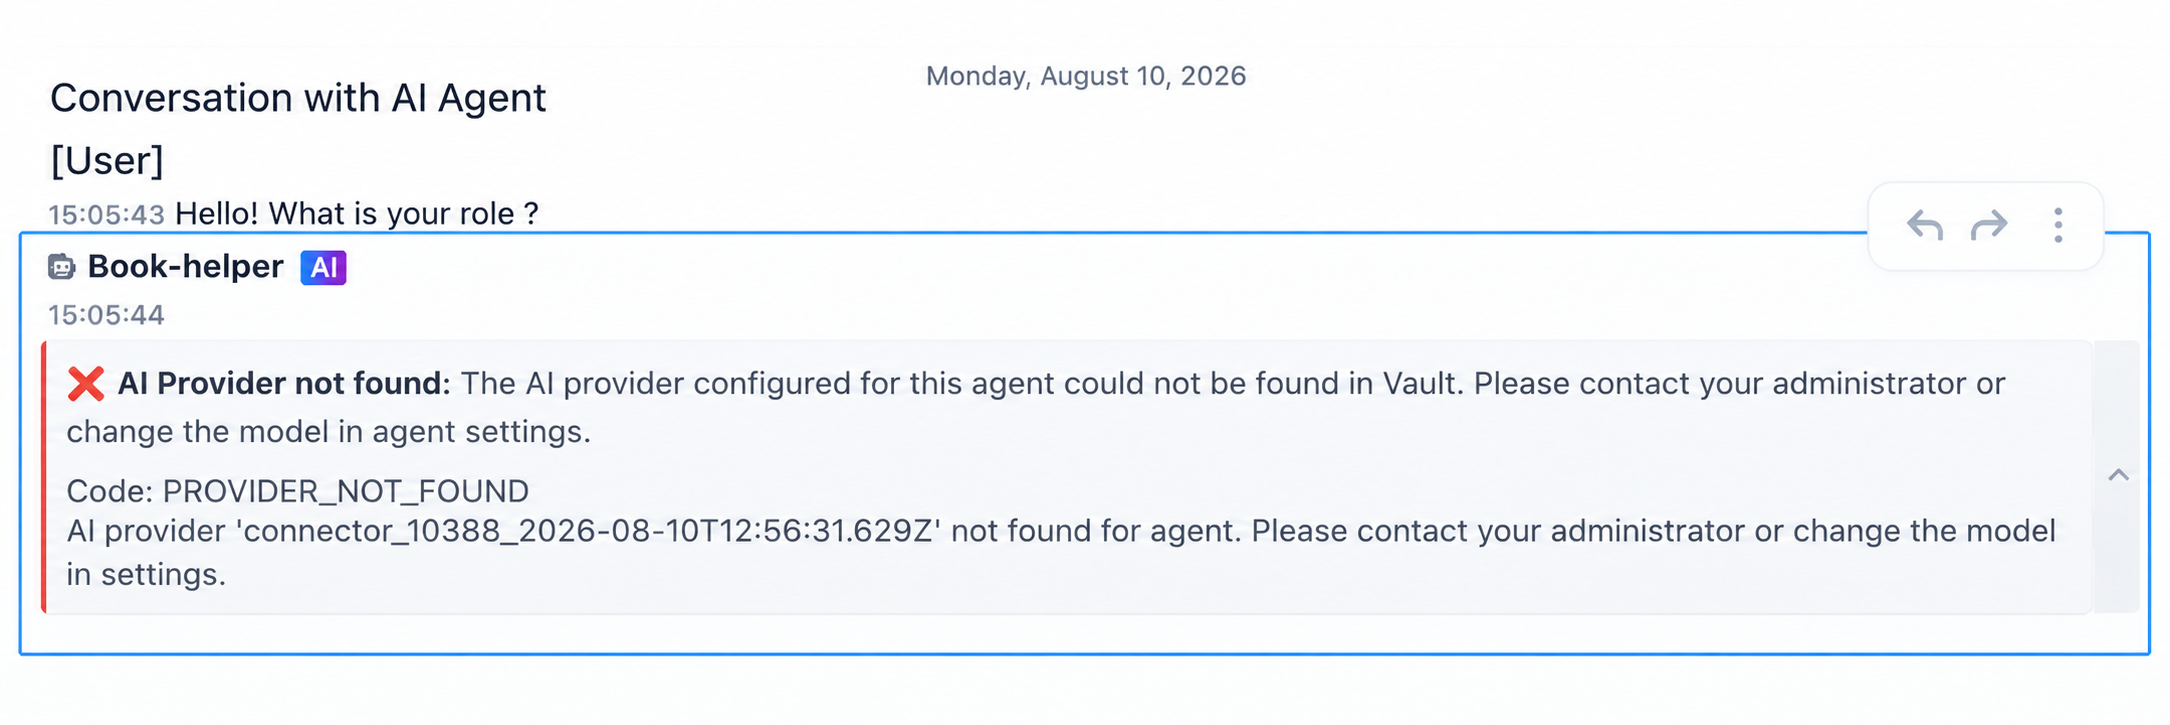 Monday, August 10, 2026
Conversation with AI Agent
[User]
15:05:43 Hello! What is your role ?
Book-helper AI
15:05:44
❌ AI Provider not found: The AI provider configured for this agent could not be found in Vault. Please contact your administrator or
change the model in agent settings.
Code: PROVIDER_NOT_FOUND
AI provider 'connector_10388_2026-08-10T12:56:31.629Z' not found for agent. Please contact your administrator or change the model
in settings.